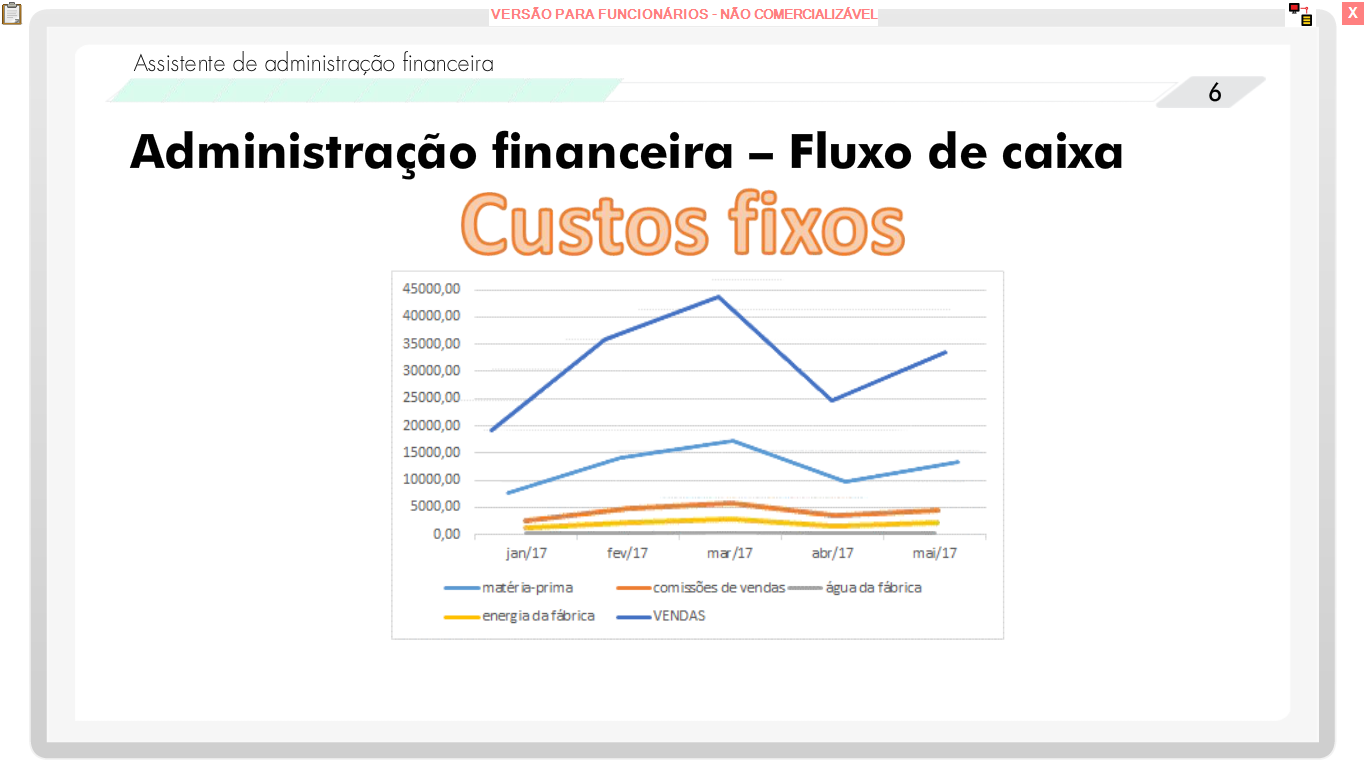 VERSÃO PARA FUNCIONÁRIOS - NÃO COMERCIALIZÁVEL
X
Assistente de administração financeira
6
Administração financeira – Fluxo de caixa
Custos fixos
45000,00
40000,00
35000,00
30000,00
25000,00
20000,00
15000,00
10000,00
5000,00
0,00
jan/17 fev/17 mar/17 abr/17 mai/17
matéria-prima comissões de vendas água da fábrica
energia da fábrica VENDAS